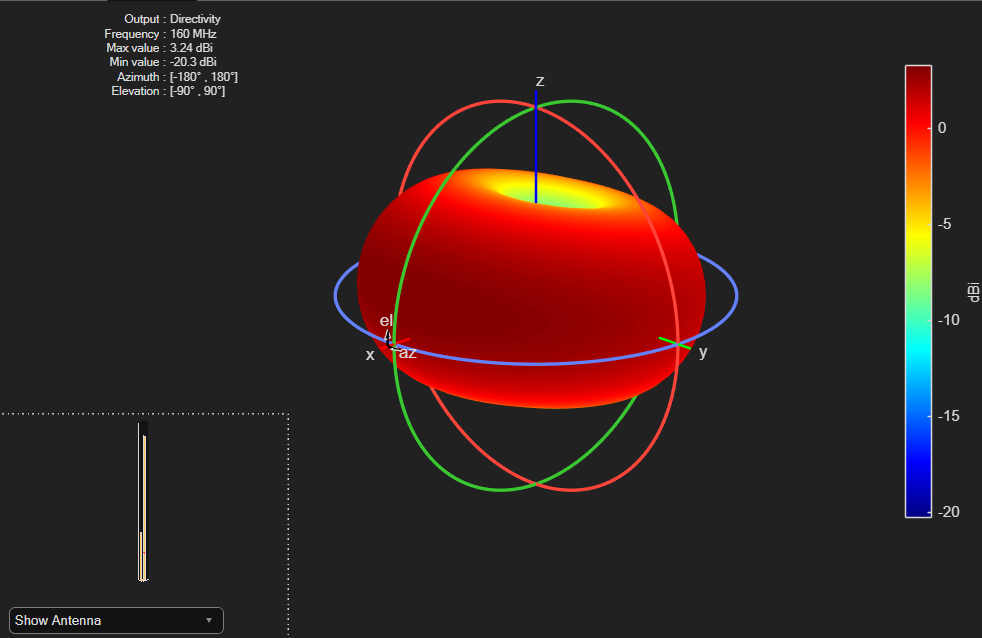 Output : Directivity
Frequency : 160 MHz
Max value : 3.24 dBi
Min value : -20.3 dBi
Azimuth : [-180° , 180°]
Elevation : [-90° , 90°]
z
el
x
az
y
0
-5
-10
-15
-20
dBi
Show Antenna